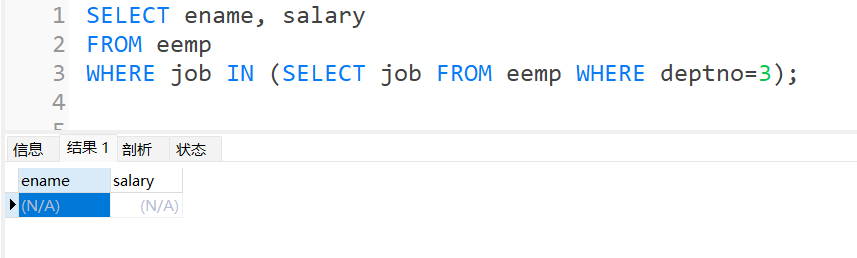 1 SELECT ename, salary
2 FROM eemp
3 WHERE job IN (SELECT job FROM eemp WHERE deptno=3);
4
5
信息 结果 1 剖析 状态
ename salary
(N/A) (N/A)